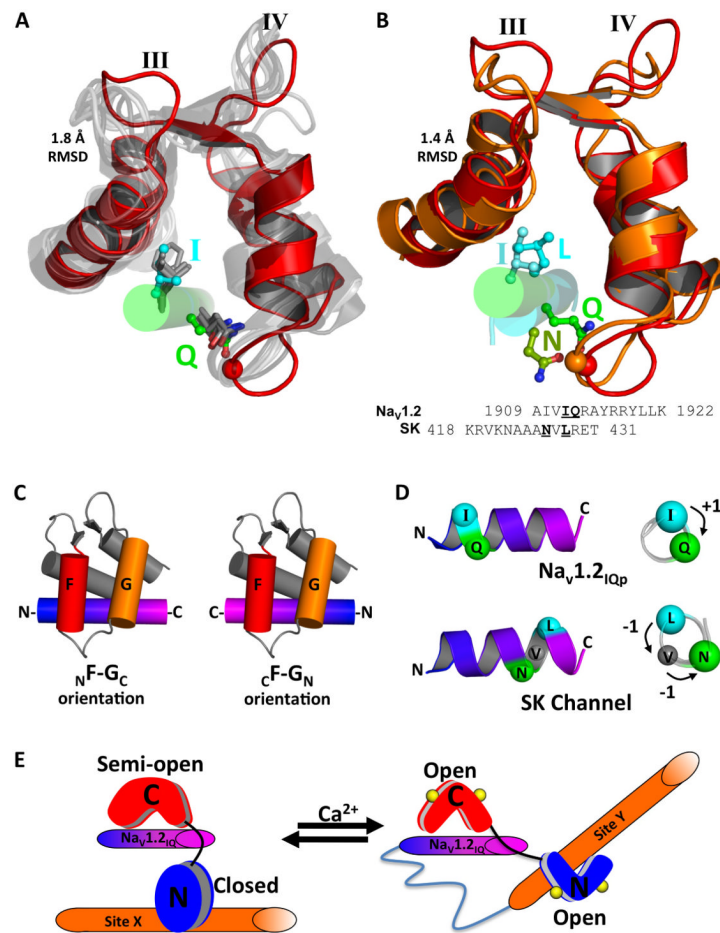 A
III
IV
1.8 Å
RMSD
I
Q
B
III
IV
1.4 Å
RMSD
I
L
Q
N
NaV1.2 1909 AIVIQRAYRRYLLK 1922
SK 418 KRVKNAAANVLRET 431
C
F
G
N-
-C
NF-GC
orientation
F
G
C-
-N
CF-GN
orientation
D
N
I
Q
C
I
+1
Q
NaV1.2IQp
N
N
V
L
C
L
-1
V
N
-1
SK Channel
E
Semi-open
C
NaV1.2IQ
N
Closed
Site X
Ca2+
Open
C
NaV1.2IQ
Site Y
N
Open